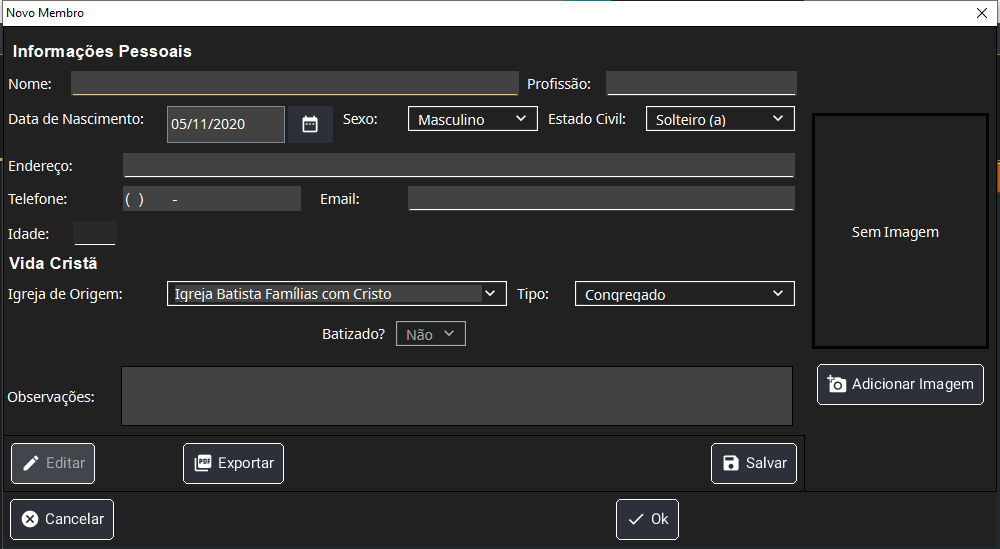 Novo Membro
Informações Pessoais
Nome: Profissão:
Data de Nascimento: 05/11/2020 Sexo: Masculino Estado Civil: Solteiro (a)
Endereço:
Telefone: ( ) - Email:
Idade:
Sem Imagem
Vida Cristã
Igreja de Origem: Igreja Batista Famílias com Cristo Tipo: Congregado
Batizado? Não
Adicionar Imagem
Observações:
Editar PDF Exportar Salvar
Cancelar Ok